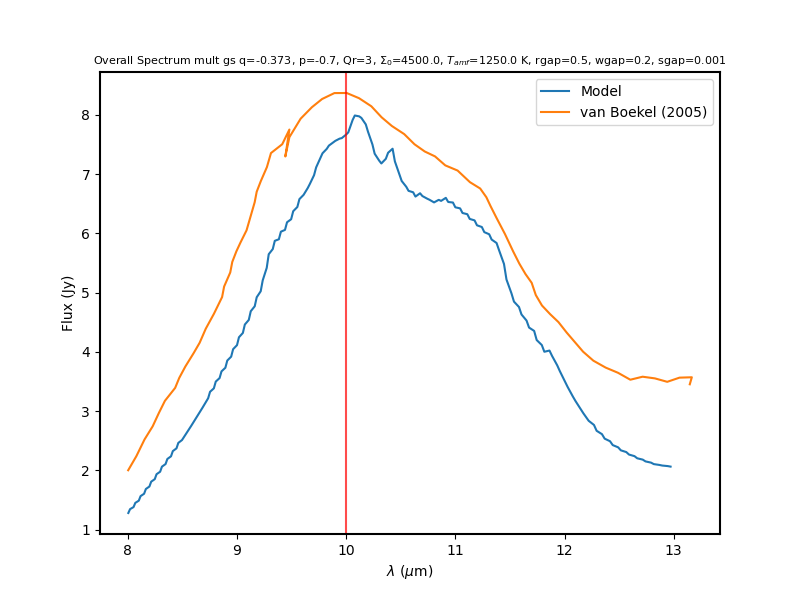 Overall Spectrum mult gs q=-0.373, p=-0.7, Qr=3, Σ₀=4500.0, T_amf=1250.0 K, rgap=0.5, wgap=0.2, sgap=0.001
Model
van Boekel (2005)
8
7
6
5
4
3
2
1
Flux (Jy)
8 9 10 11 12 13
λ (μm)